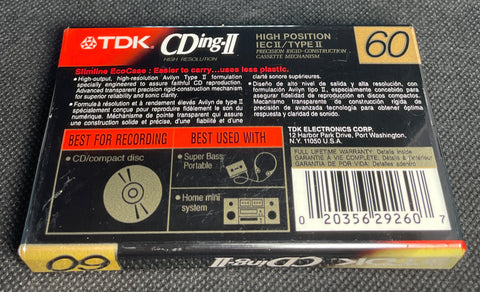 TDK CDing-II
HIGH RESOLUTION
HIGH POSITION
IECII/TYPE II
PRECISION RIGID-CONSTRUCTION
CASSETTE MECHANISM
60
Slimline EcoCase : Easier to carry...uses less plastic.
•High-output, high-resolution Avilyn Type II formulation
specially engineered to assure faithful CD reproduction.
Advanced transparent precision rigid-construction mechanism
for superior reliability and sonic clarity.
•Formule à résolution et à rendement élevés Avilyn de type II
spécialement conçue pour reproduire fidèlement le son du
numérique. Mécanisme de pointe transparent qui assure
une construction solide et précise, d'une fiabilité et d'une
clarté sonore supérieures.
•Diseño de alto nivel de salida y alta resolución, con
formulación Avilyn tipo II, especialmente concebido para
asegurar fidelidad en la reproducción de discos compactos.
Mecanismo transparente de construcción rígida de
precisión de avanzada tecnología para obtener óptima
resultados y claridad en el sonido.
BEST FOR RECORDING
• CD/compact disc
BEST USED WITH
• Super Bass
Portable
• Home mini
system
TDK ELECTRONICS CORP.
12 Harbor Park Drive, Port Washington,
N.Y. 11050 U.S.A.
FULL LIFETIME WARRANTY: Details inside
GARANTIE À VIE COMPLÈTE: Détails à l'intérieur
GARANTÍA DE POR VIDA: Detalles adentro
0 20356 29260 7
60
TDK CDing-II